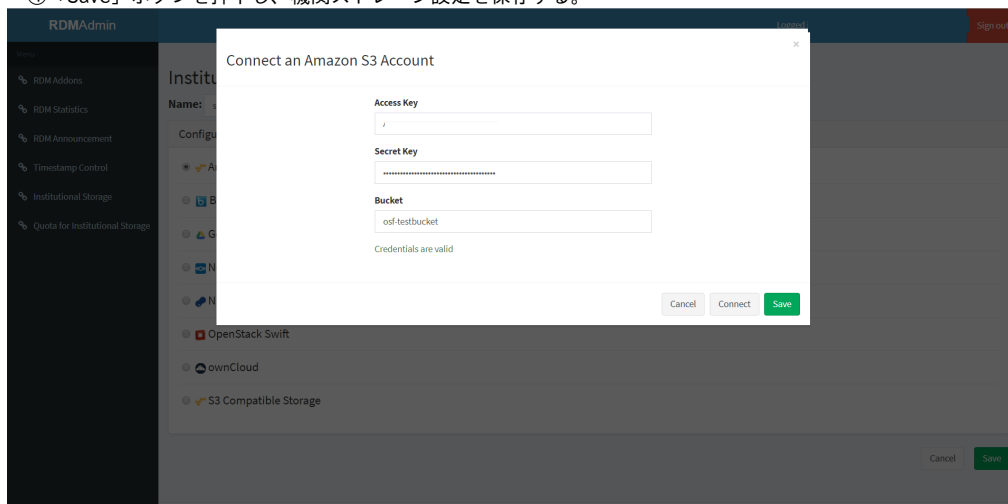 「Save」ボタンを押下し、機関ストレージ設定を保存する。
RDMAdmin
Logged
Sign out
Menu
RDM Addons
RDM Statistics
RDM Announcement
Timestamp Control
Institutional Storage
Quota for Institutional Storage
Institu
Name: s
Configu
A
B
G
N
N
OpenStack Swift
ownCloud
S3 Compatible Storage
Cancel Save
×
Connect an Amazon S3 Account
Access Key
Secret Key
••••••••••••••••••••••••••••••••••••••••
Bucket
osf-testbucket
Credentials are valid
Cancel Connect Save